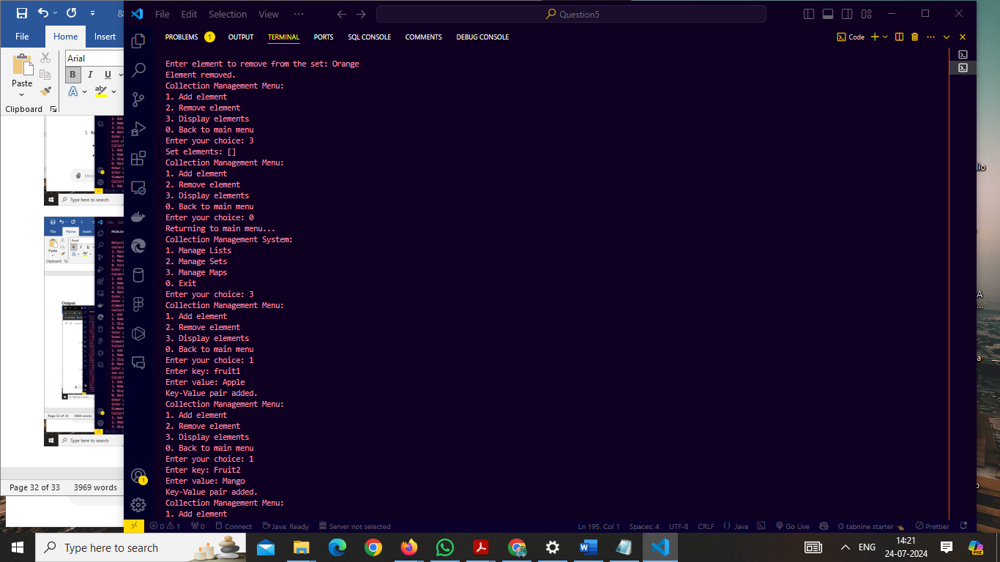 File Edit Selection View ··· Question5
File Home Insert
PROBLEMS 1 OUTPUT TERMINAL PORTS SQL CONSOLE COMMENTS DEBUG CONSOLE Code
Arial
Paste B I U
Clipboard
Enter element to remove from the set: Orange
Element removed.
Collection Management Menu:
1. Add element
2. Remove element
3. Display elements
0. Back to main menu
Enter your choice: 3
Set elements: []
Collection Management Menu:
1. Add element
2. Remove element
3. Display elements
0. Back to main menu
Enter your choice: 0
Returning to main menu...
Collection Management System:
1. Manage Lists
2. Manage Sets
3. Manage Maps
0. Exit
Enter your choice: 3
Collection Management Menu:
1. Add element
2. Remove element
3. Display elements
0. Back to main menu
Enter your choice: 1
Enter key: fruit1
Enter value: Apple
Key-Value pair added.
Collection Management Menu:
1. Add element
2. Remove element
3. Display elements
0. Back to main menu
Enter your choice: 1
Enter key: Fruit2
Enter value: Mango
Key-Value pair added.
Collection Management Menu:
1. Add element
Type here to search
Output:
Type here to search
Page 32 of 33 3969 words
0 1 0 Connect Java: Ready Server not selected Ln 195, Col 1 Spaces: 4 UTF-8 CRLF {} Java Go Live tabnine starter Prettier
Type here to search ENG 14:21
24-07-2024